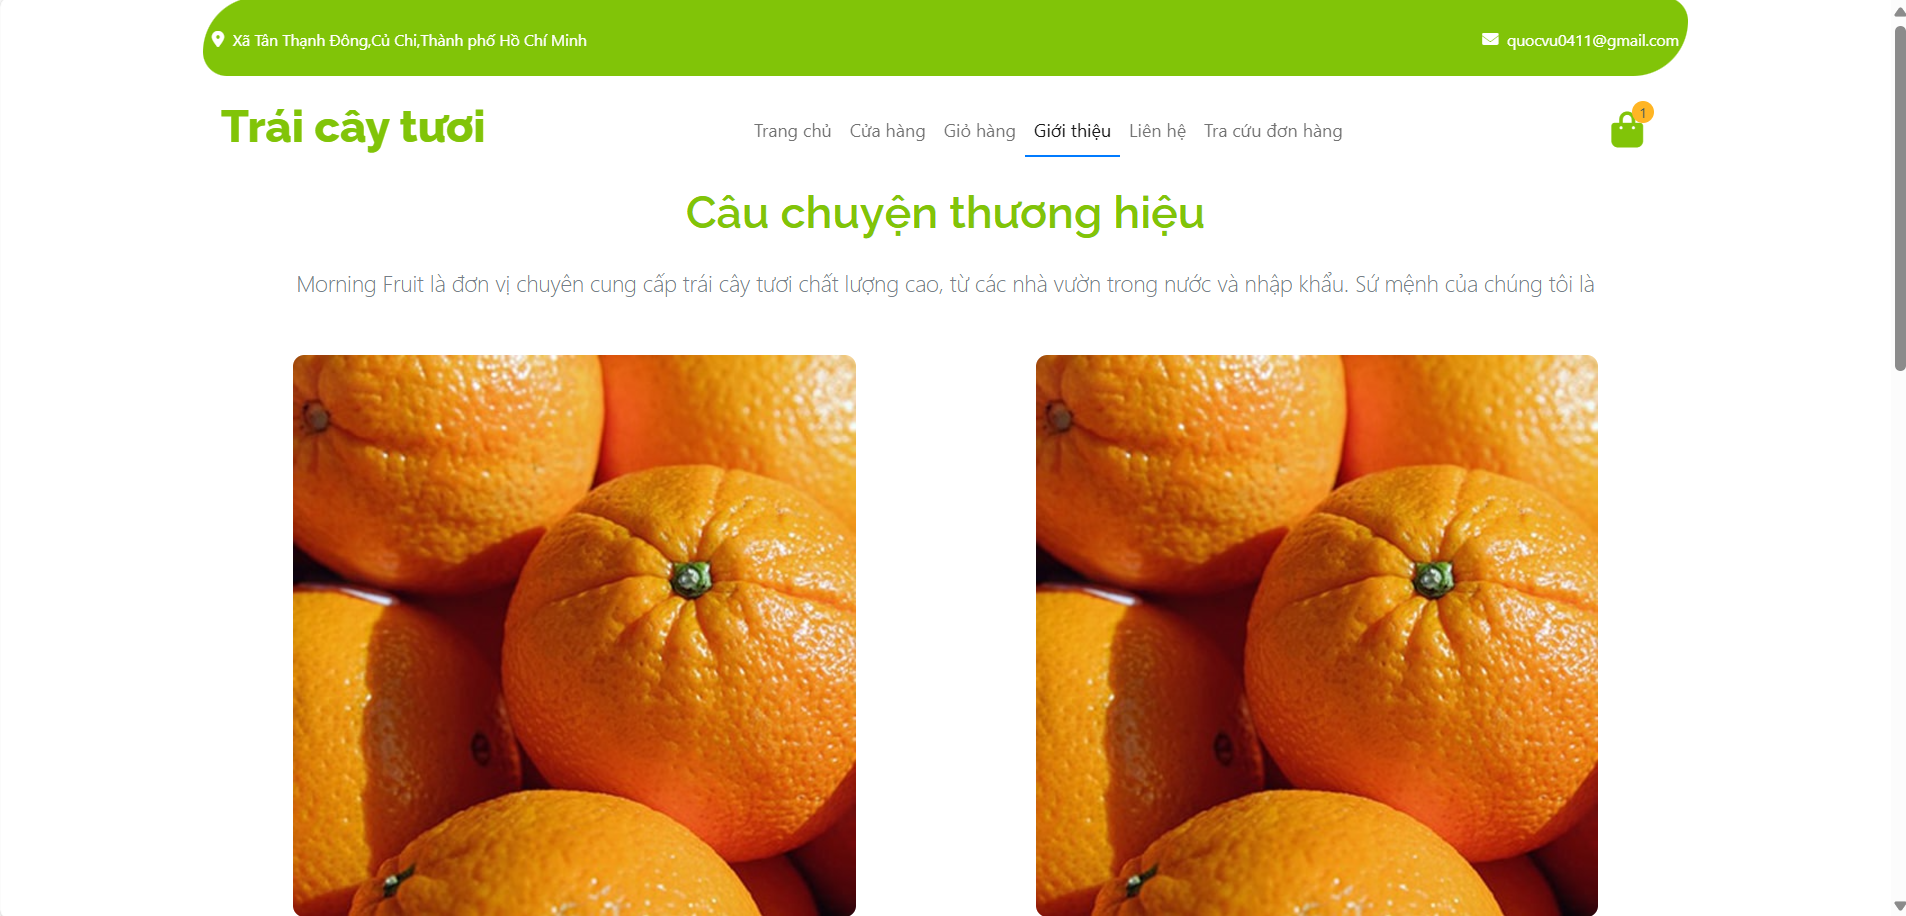 Xã Tân Thạnh Đông,Củ Chi,Thành phố Hồ Chí Minh
quocvu0411@gmail.com
Trái cây tươi
Trang chủ Cửa hàng Giỏ hàng Giới thiệu Liên hệ Tra cứu đơn hàng
1
Câu chuyện thương hiệu
Morning Fruit là đơn vị chuyên cung cấp trái cây tươi chất lượng cao, từ các nhà vườn trong nước và nhập khẩu. Sứ mệnh của chúng tôi là